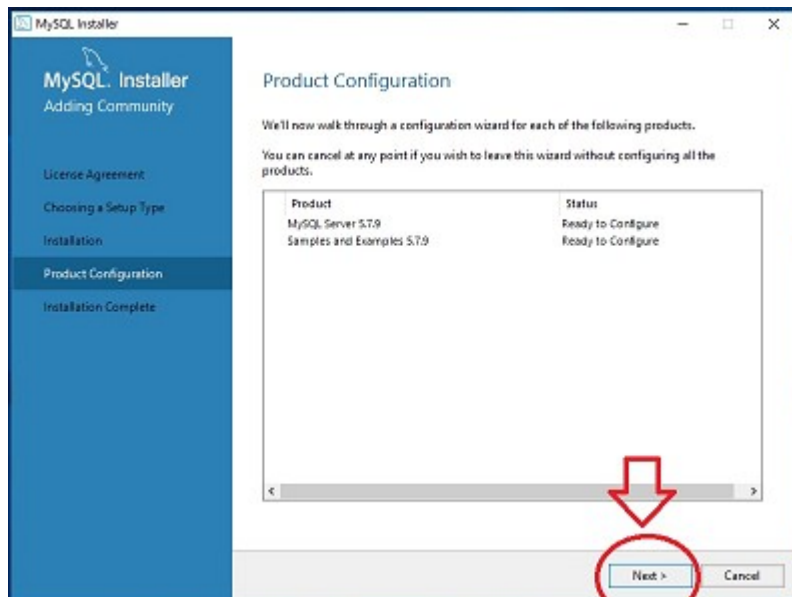 MySQL Installer
MySQL. Installer
Adding Community
License Agreement
Choosing a Setup Type
Installation
Product Configuration
Installation Complete
Product Configuration
We'll now walk through a configuration wizard for each of the following products.
You can cancel at any point if you wish to leave this wizard without configuring all the
products.
Product Status
MySQL Server 5.7.9 Ready to Configure
Samples and Examples 5.7.9 Ready to Configure
Next > Cancel